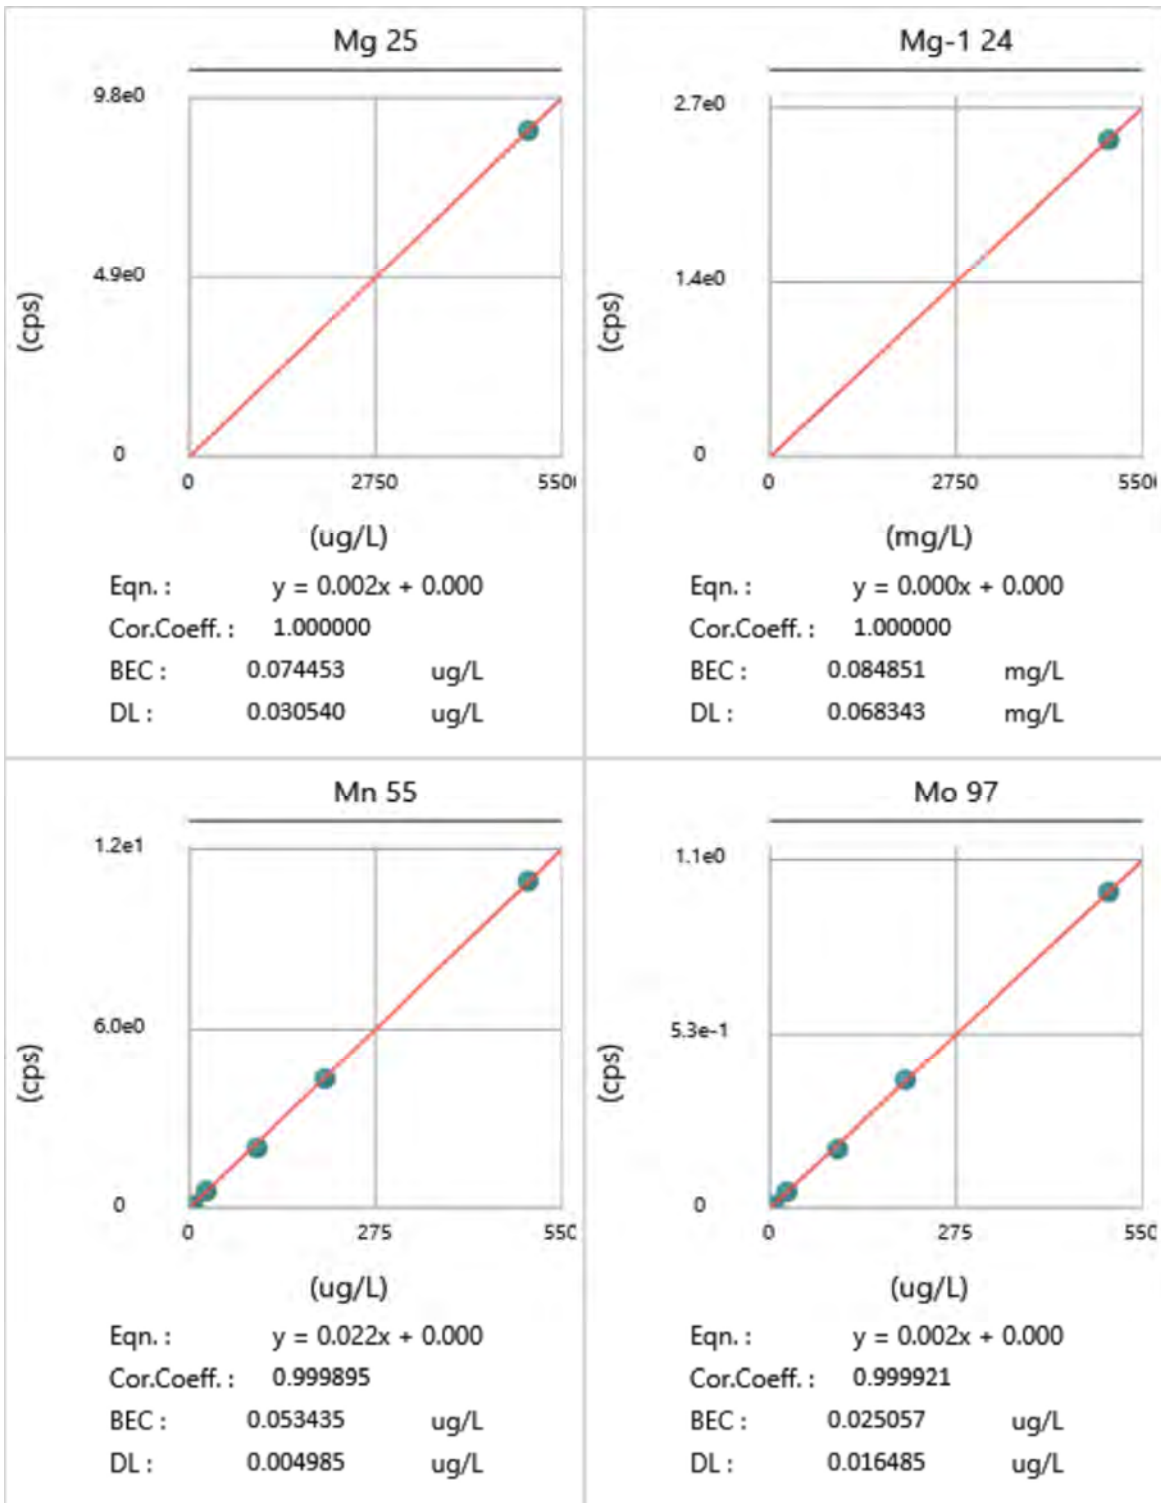 Mg 25
9.8e0
4.9e0
0
(cps)
0 2750 550
(ug/L)
Eqn. : y = 0.002x + 0.000
Cor.Coeff. : 1.000000
BEC : 0.074453 ug/L
DL : 0.030540 ug/L
Mg-1 24
2.7e0
1.4e0
0
(cps)
0 2750 550
(mg/L)
Eqn. : y = 0.000x + 0.000
Cor.Coeff. : 1.000000
BEC : 0.084851 mg/L
DL : 0.068343 mg/L
Mn 55
1.2e1
6.0e0
0
(cps)
0 275 550
(ug/L)
Eqn. : y = 0.022x + 0.000
Cor.Coeff. : 0.999895
BEC : 0.053435 ug/L
DL : 0.004985 ug/L
Mo 97
1.1e0
5.3e-1
0
(cps)
0 275 550
(ug/L)
Eqn. : y = 0.002x + 0.000
Cor.Coeff. : 0.999921
BEC : 0.025057 ug/L
DL : 0.016485 ug/L